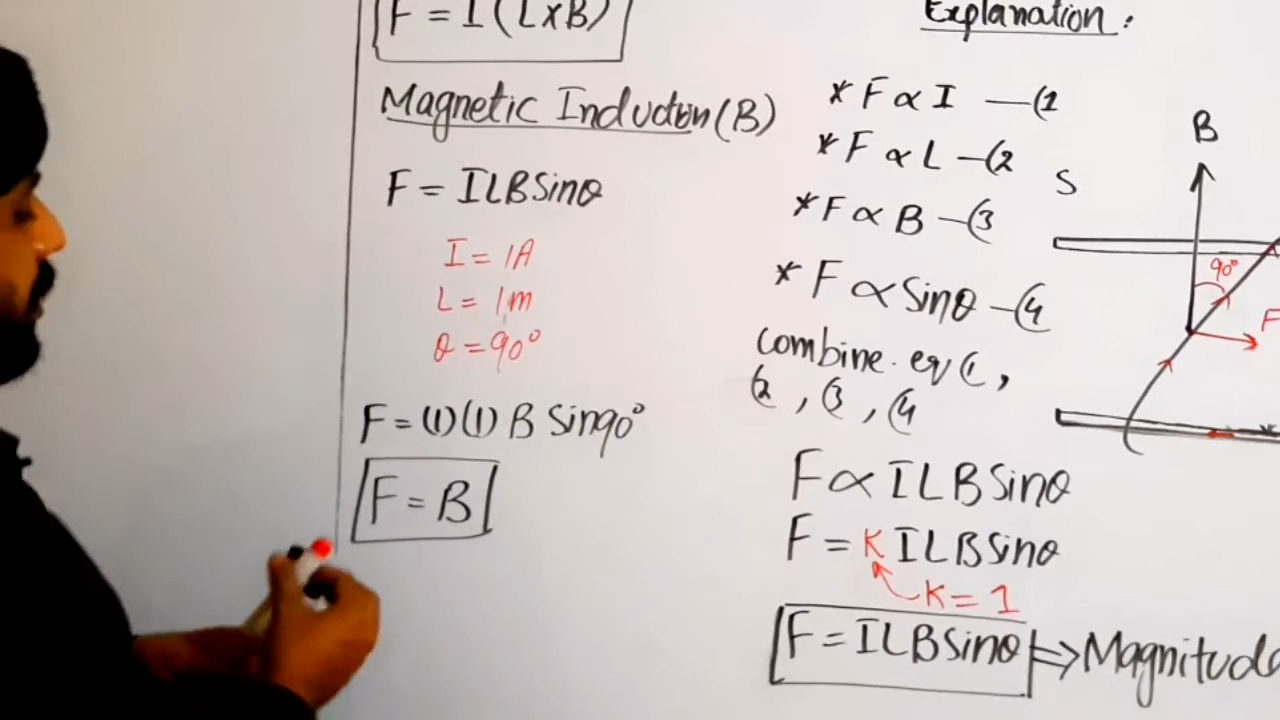 F = I (L×B)
Magnetic Induction (B)
F = ILBSinθ
I = 1A
L = 1m
θ = 90°
F = (1)(1) B Sin90°
F = B
Explanation :
* F ∝ I —(1
* F ∝ L —(2
* F ∝ B —(3
* F ∝ Sinθ —(4
combine. eq (1,
(2 , (3 , (4
F ∝ ILBSinθ
F = K ILBSinθ
K = 1
F = ILBSinθ ⇒ Magnitude
B
S
90°
F